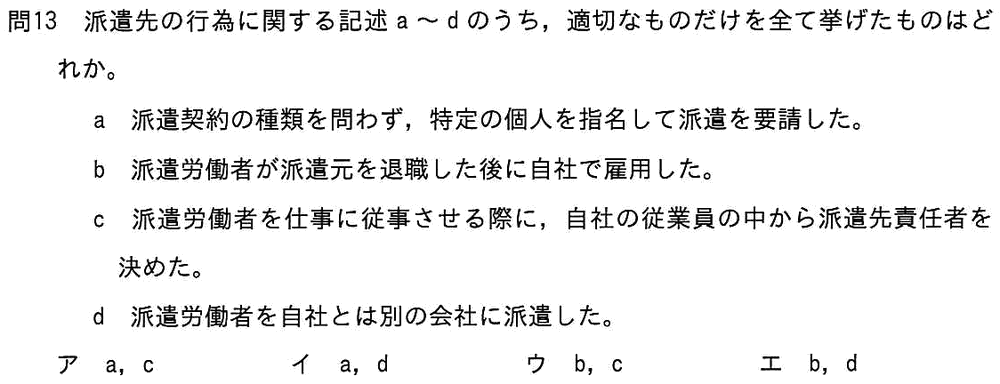 問13 派遣先の行為に関する記述 a ～ d のうち，適切なものだけを全て挙げたものはど
れか。
a 派遣契約の種類を問わず，特定の個人を指名して派遣を要請した。
b 派遣労働者が派遣元を退職した後に自社で雇用した。
c 派遣労働者を仕事に従事させる際に，自社の従業員の中から派遣先責任者を
決めた。
d 派遣労働者を自社とは別の会社に派遣した。
ア a，c イ a，d ウ b，c エ b，d